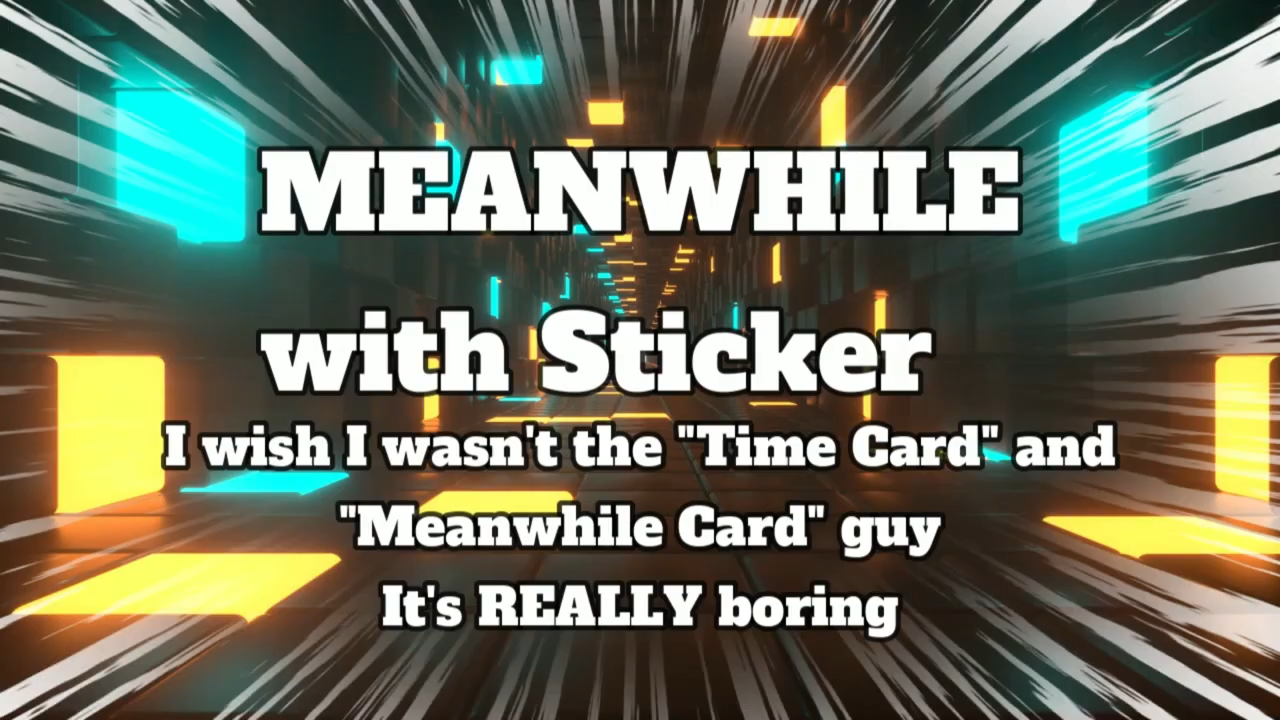 MEANWHILE
with Sticker
I wish I wasn't the "Time Card" and
"Meanwhile Card" guy
It's REALLY boring